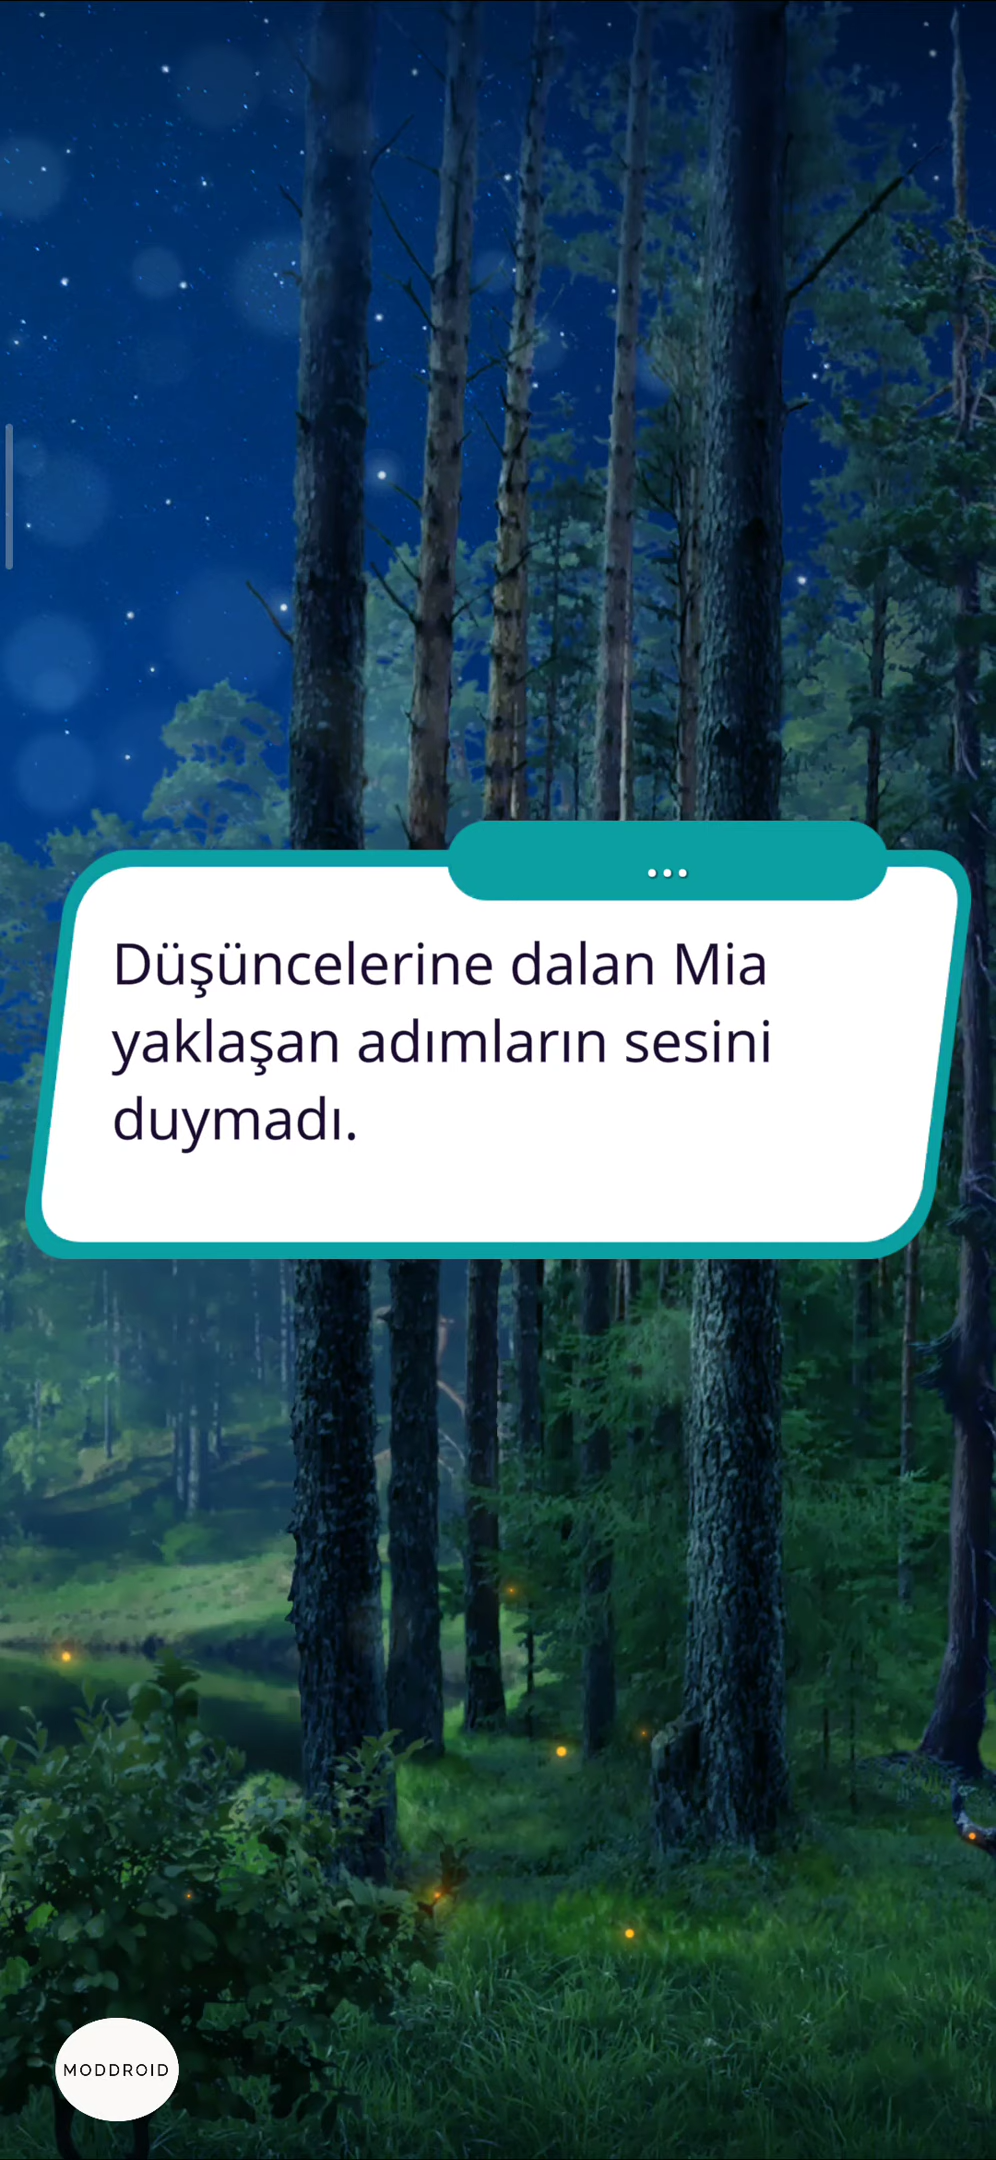 ...
Düşüncelerine dalan Mia
yaklaşan adımların sesini
duymadı.
MODDROID